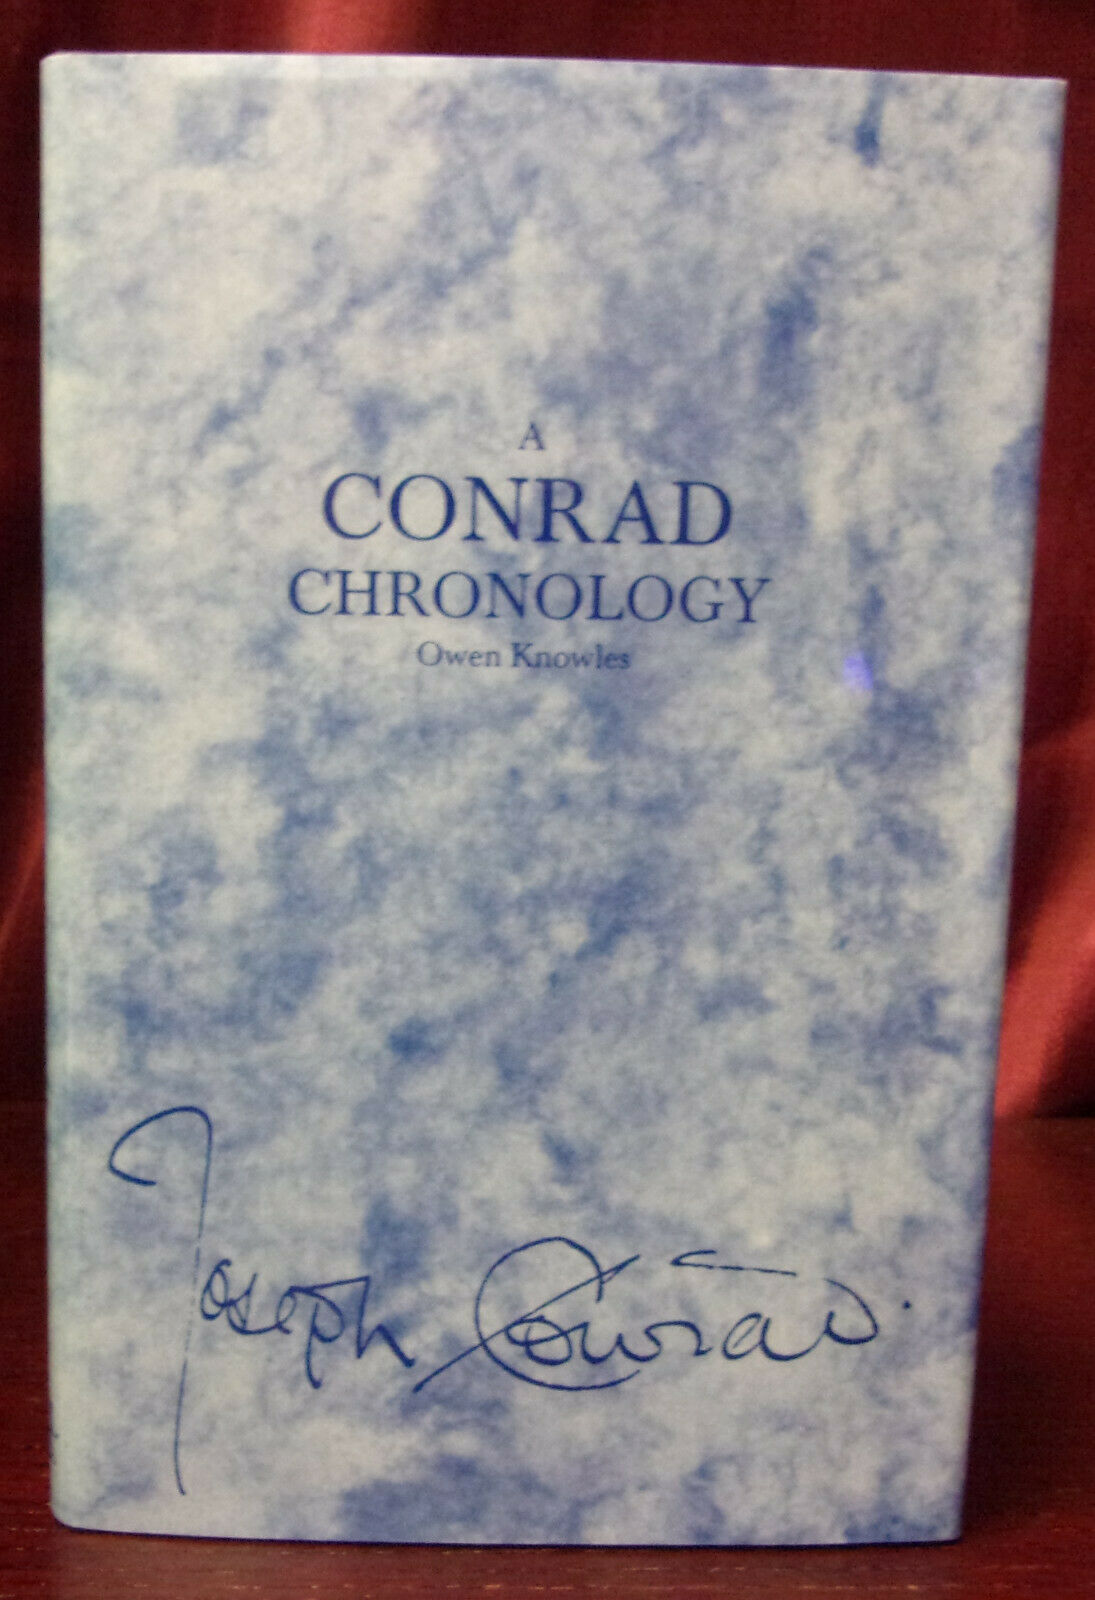 A
CONRAD
CHRONOLOGY
Owen Knowles
Joseph Conrad.